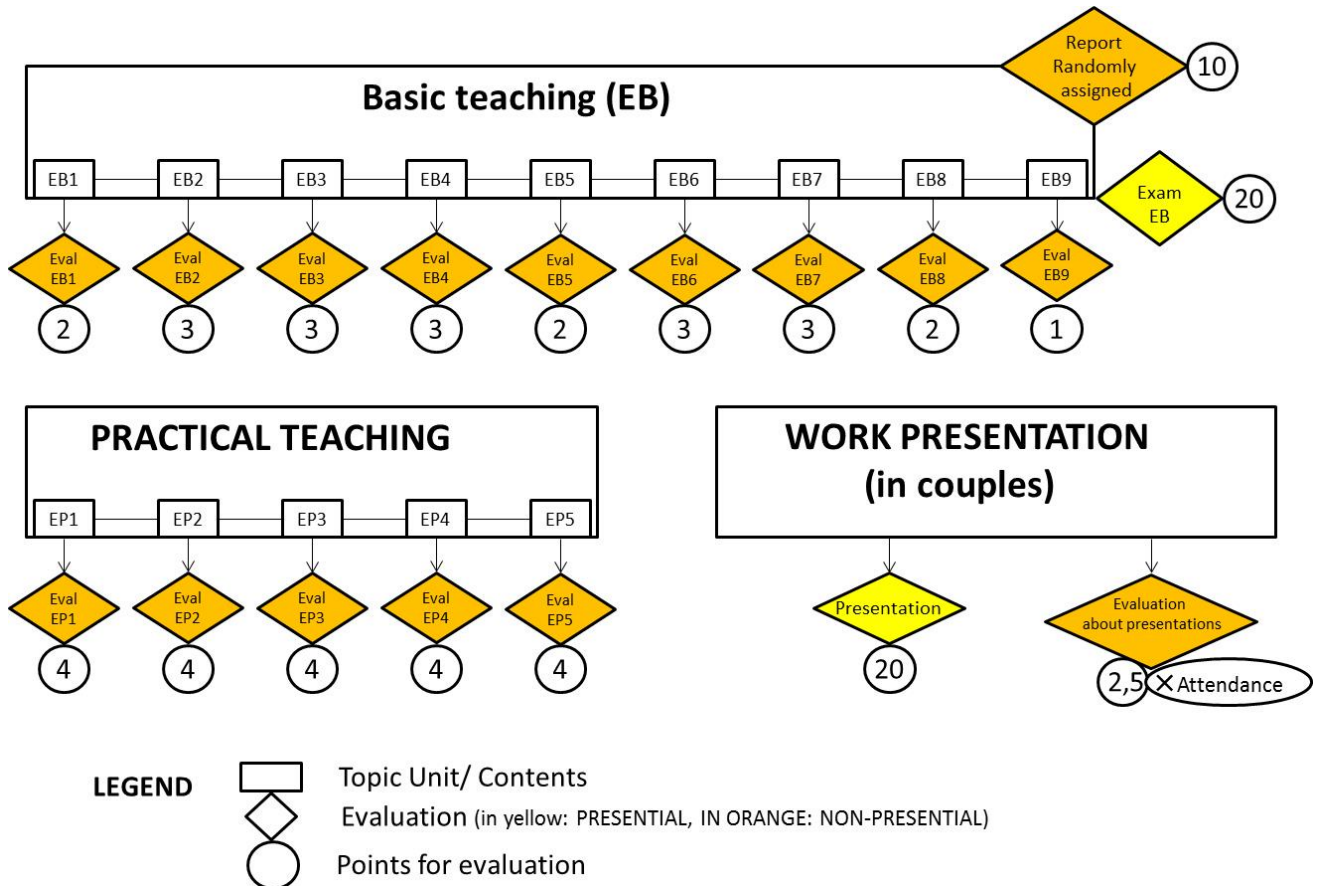 Report
Randomly
assigned
10
Basic teaching (EB)
EB1 EB2 EB3 EB4 EB5 EB6 EB7 EB8 EB9
Exam
EB
20
Eval
EB1
Eval
EB2
Eval
EB3
Eval
EB4
Eval
EB5
Eval
EB6
Eval
EB7
Eval
EB8
Eval
EB9
2 3 3 3 2 3 3 2 1
PRACTICAL TEACHING
EP1 EP2 EP3 EP4 EP5
Eval
EP1
Eval
EP2
Eval
EP3
Eval
EP4
Eval
EP5
4 4 4 4 4
WORK PRESENTATION
(in couples)
Presentation
20
Evaluation
about presentations
2,5 ×Attendance
LEGEND
Topic Unit/ Contents
Evaluation (in yellow: PRESENTIAL, IN ORANGE: NON-PRESENTIAL)
Points for evaluation